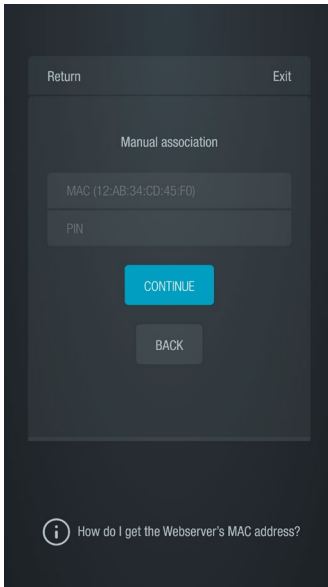 Return Exit
Manual association
MAC (12:AB:34:CD:45:F0)
PIN
CONTINUE
BACK
How do I get the Webserver's MAC address?